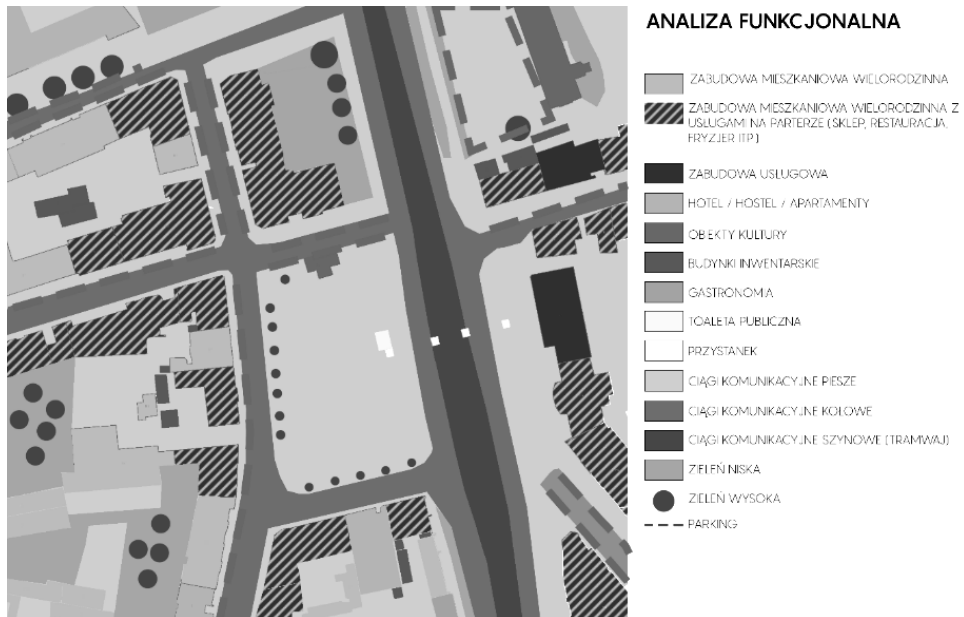 ANALIZA FUNKCJONALNA
ZABUDOWA MIESZKANIOWA WIELORODZINNA
ZABUDOWA MIESZKANIOWA WIELORODZINNA Z
USŁUGAMI NA PARTERZE (SKLEP, RESTAURACJA,
FRYZJER ITP.)
ZABUDOWA USŁUGOWA
HOTEL / HOSTEL / APARTAMENTY
OBIEKTY KULTURY
BUDYNKI INWENTARSKIE
GASTRONOMIA
TOALETA PUBLICZNA
PRZYSTANEK
CIĄGI KOMUNIKACYJNE PIESZE
CIĄGI KOMUNIKACYJNE KOŁOWE
CIĄGI KOMUNIKACYJNE SZYNOWE (TRAMWAJ)
ZIELEŃ NISKA
ZIELEŃ WYSOKA
PARKING